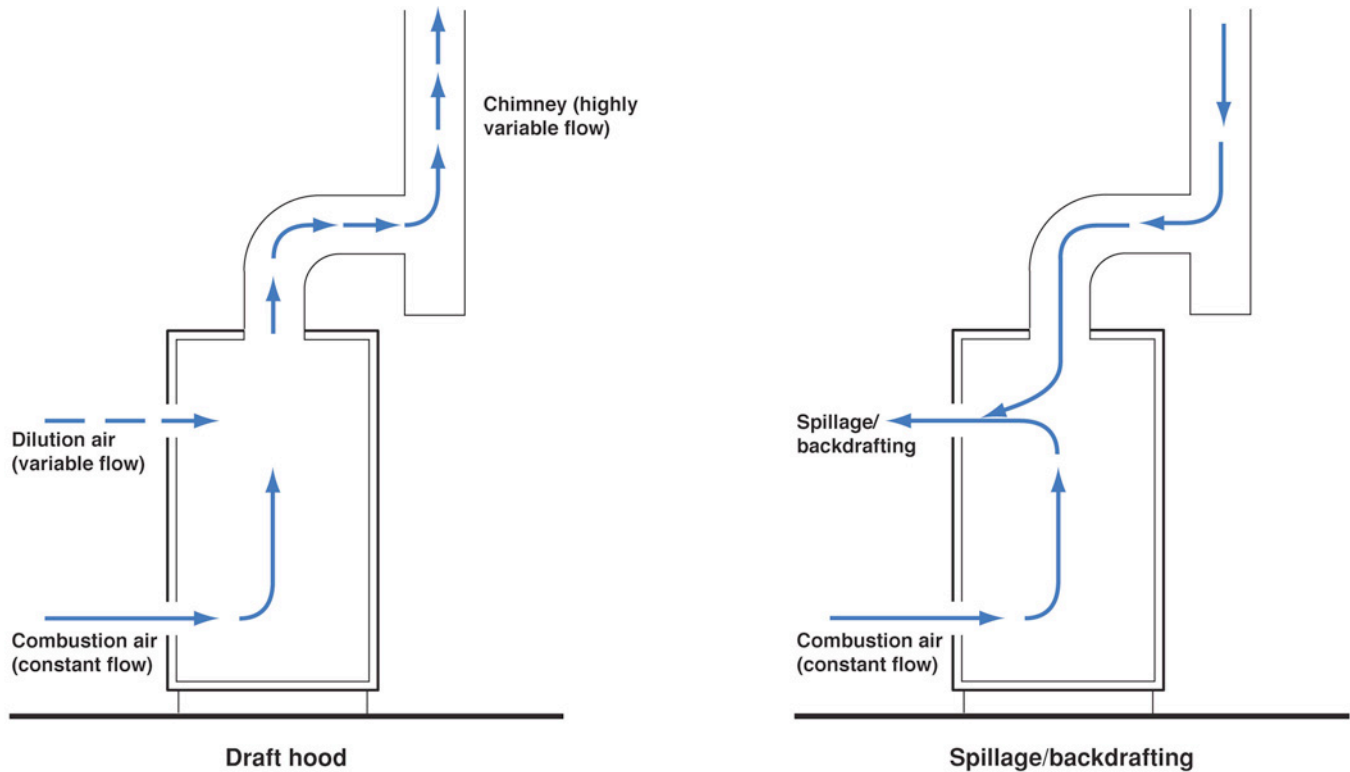 Chimney (highly
variable flow)
Dilution air
(variable flow)
Combustion air
(constant flow)
Draft hood
Spillage/
backdrafting
Combustion air
(constant flow)
Spillage/backdrafting